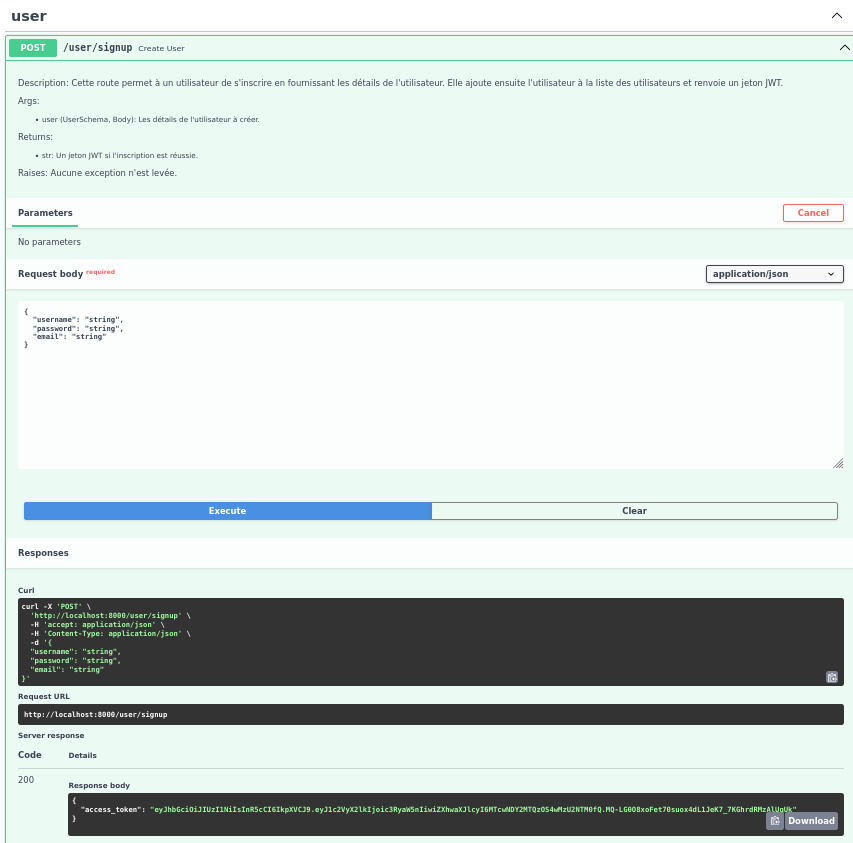 user
POST /user/signup Create User
Description: Cette route permet à un utilisateur de s'inscrire en fournissant les détails de l'utilisateur. Elle ajoute ensuite l'utilisateur à la liste des utilisateurs et renvoie un jeton JWT.
Args:
• user (UserSchema, Body): Les détails de l'utilisateur à créer.
Returns:
• str: Un jeton JWT si l'inscription est réussie.
Raises: Aucune exception n'est levée.
Parameters
Cancel
No parameters
Request body required
application/json
{
"username": "string",
"password": "string",
"email": "string"
}
Execute
Clear
Responses
Curl
curl -X 'POST' \
'http://localhost:8000/user/signup' \
-H 'accept: application/json' \
-H 'Content-Type: application/json' \
-d '{
"username": "string",
"password": "string",
"email": "string"
}'
Request URL
http://localhost:8000/user/signup
Server response
Code Details
200
Response body
{
"access_token":
}
Download